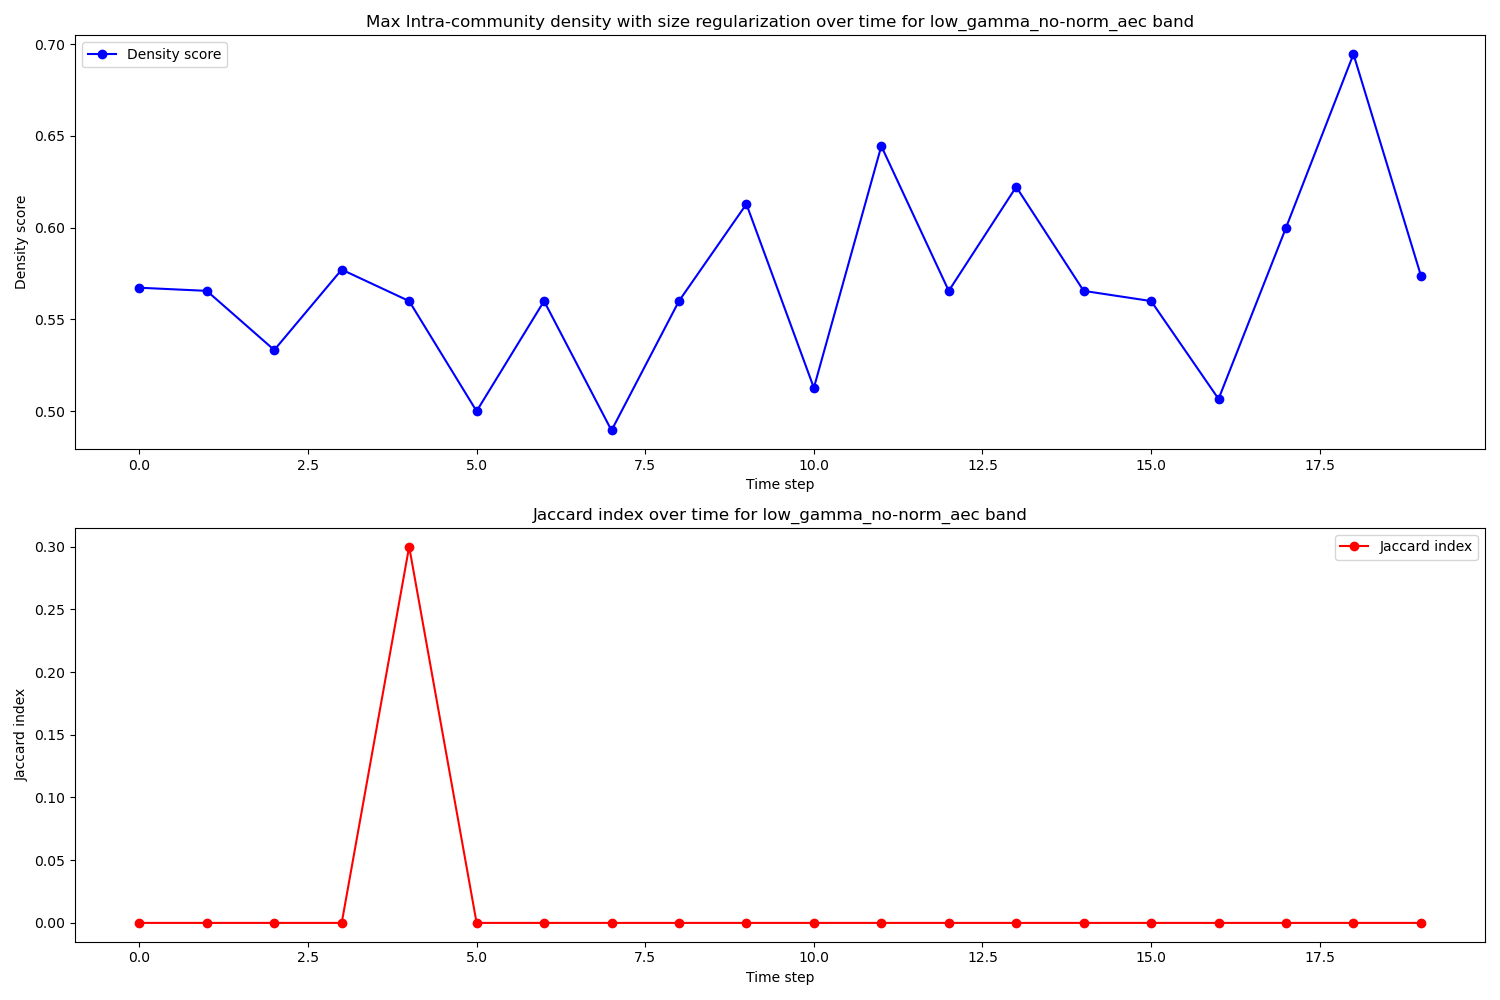 Max Intra-community density with size regularization over time for low_gamma_no-norm_aec band
Density score
0.70
0.65
0.60
0.55
0.50
Density score
0.0 2.5 5.0 7.5 10.0 12.5 15.0 17.5
Time step
Jaccard index over time for low_gamma_no-norm_aec band
Jaccard index
0.30
0.25
0.20
0.15
0.10
0.05
0.00
Jaccard index
0.0 2.5 5.0 7.5 10.0 12.5 15.0 17.5
Time step